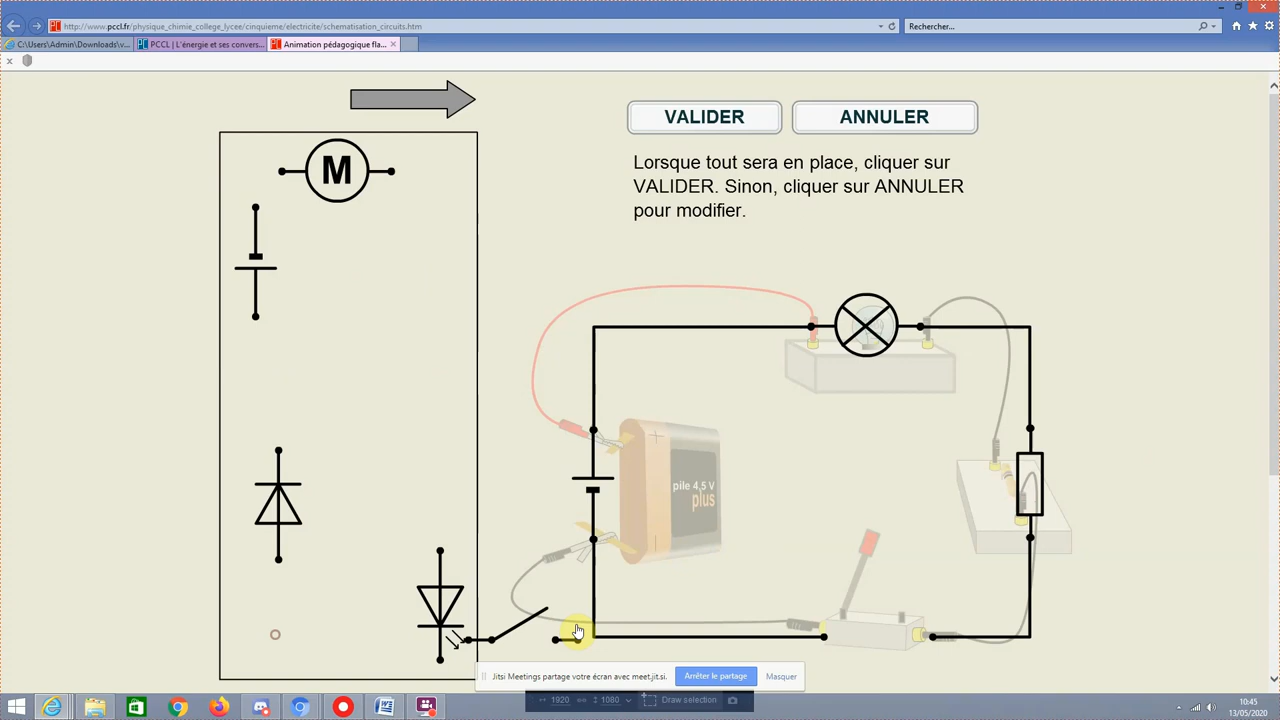 http://www.pccl.fr/physique_chimie_college_lycee/cinquieme/electricite/schematisation_circuits.htm
Rechercher...
C:\Users\Admin\Downloads\v...
PCCL | L'énergie et ses convers...
Animation pédagogique fla...
x
VALIDER
ANNULER
Lorsque tout sera en place, cliquer sur
VALIDER. Sinon, cliquer sur ANNULER
pour modifier.
M
pile 4,5 V
plus
Jitsi Meetings partage votre écran avec meet.jit.si.
Arrêter le partage
Masquer
1920
1080
Draw selection
10:45
13/05/2020